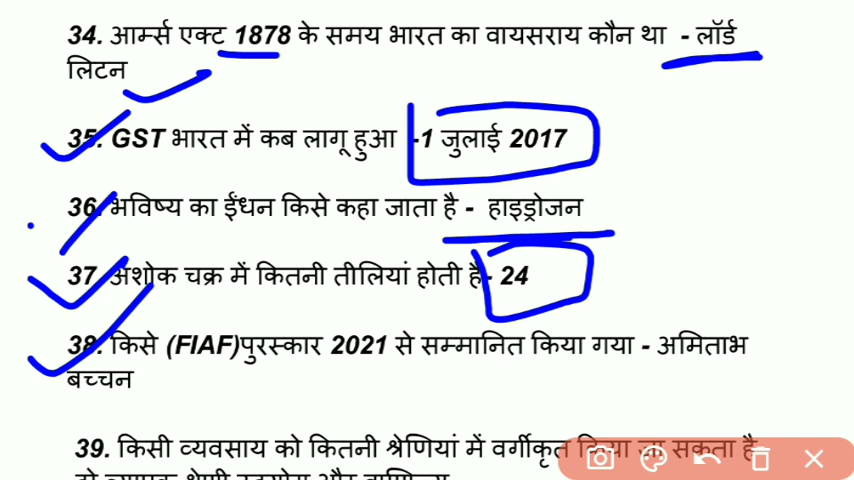 34. आर्म्स एक्ट 1878 के समय भारत का वायसराय कौन था - लॉर्ड
लिटन
35. GST भारत में कब लागू हुआ -1 जुलाई 2017
36. भविष्य का ईंधन किसे कहा जाता है - हाइड्रोजन
37. अशोक चक्र में कितनी तीलियां होती है- 24
38. किसे (FIAF)पुरस्कार 2021 से सम्मानित किया गया - अमिताभ
बच्चन
39. किसी व्यवसाय को कितनी श्रेणियां में वर्गीकृत किया जा सकता है